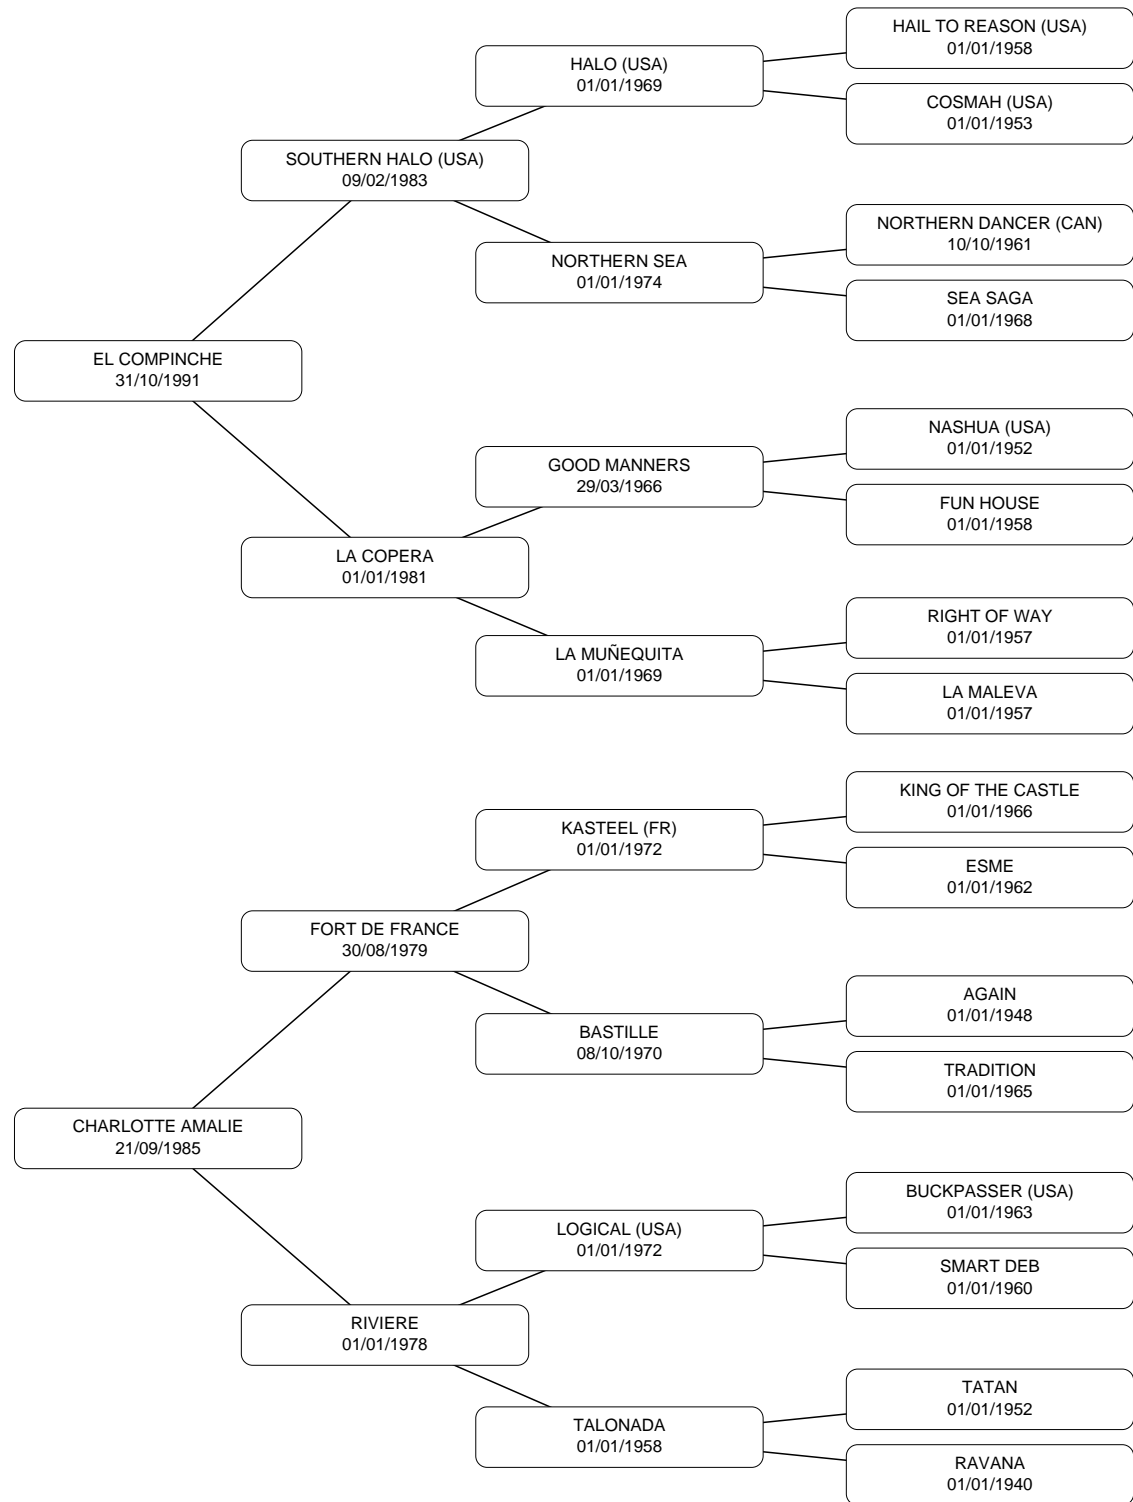 HAIL TO REASON (USA)
01/01/1958
HALO (USA)
01/01/1969
COSMAH (USA)
01/01/1953
SOUTHERN HALO (USA)
09/02/1983
NORTHERN DANCER (CAN)
10/10/1961
NORTHERN SEA
01/01/1974
SEA SAGA
01/01/1968
EL COMPINCHE
31/10/1991
NASHUA (USA)
01/01/1952
GOOD MANNERS
29/03/1966
FUN HOUSE
01/01/1958
LA COPERA
01/01/1981
RIGHT OF WAY
01/01/1957
LA MUÑEQUITA
01/01/1969
LA MALEVA
01/01/1957
KING OF THE CASTLE
01/01/1966
KASTEEL (FR)
01/01/1972
ESME
01/01/1962
FORT DE FRANCE
30/08/1979
AGAIN
01/01/1948
BASTILLE
08/10/1970
TRADITION
01/01/1965
CHARLOTTE AMALIE
21/09/1985
BUCKPASSER (USA)
01/01/1963
LOGICAL (USA)
01/01/1972
SMART DEB
01/01/1960
RIVIERE
01/01/1978
TATAN
01/01/1952
TALONADA
01/01/1958
RAVANA
01/01/1940